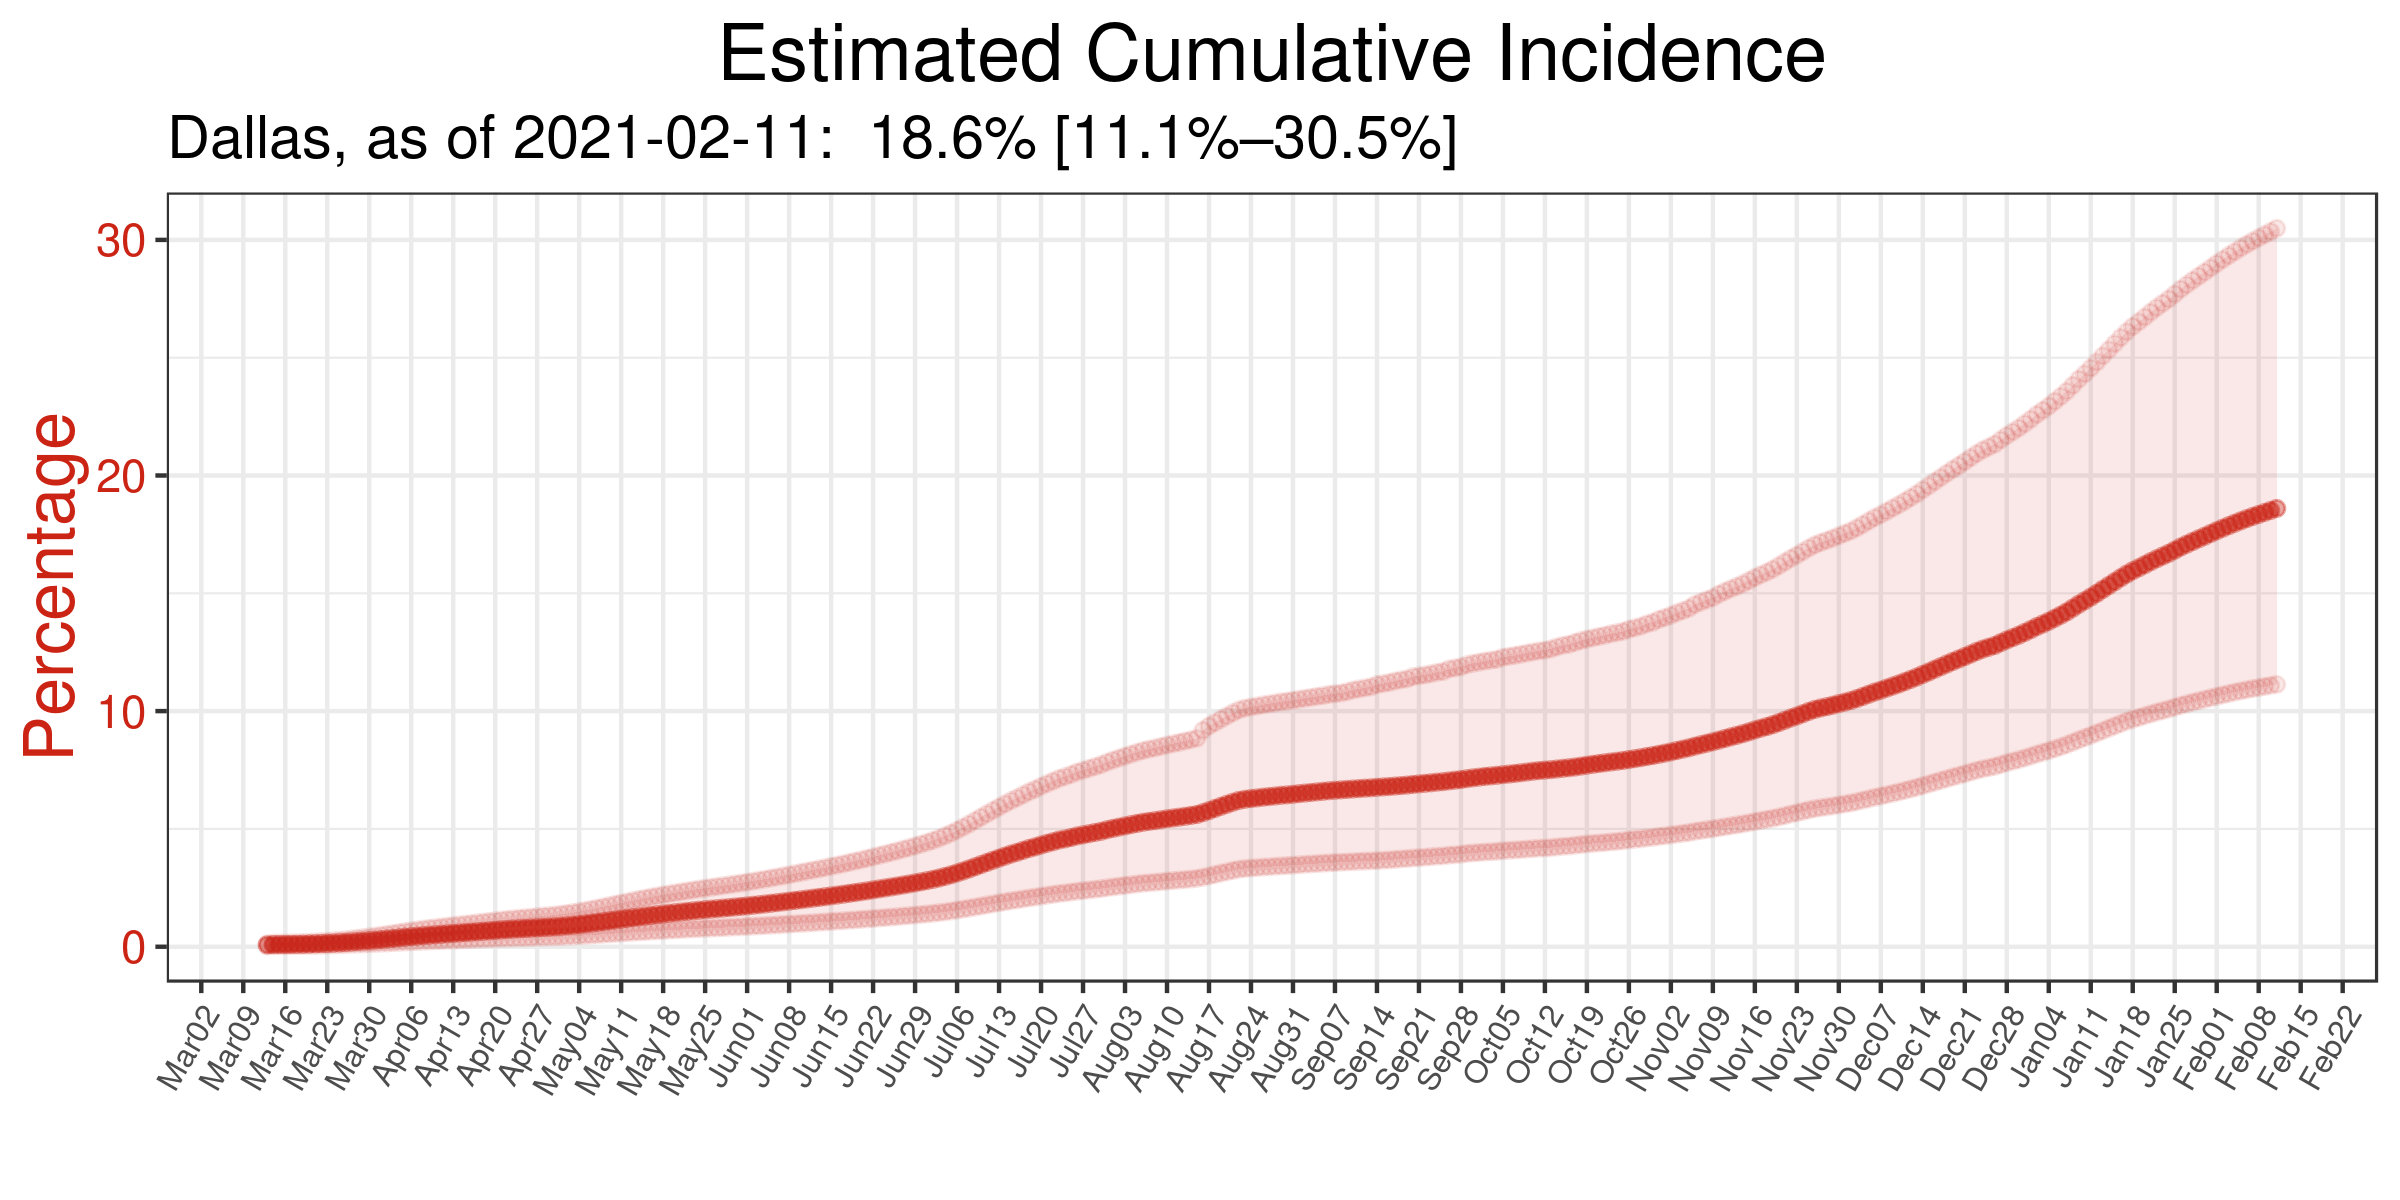 Estimated Cumulative Incidence
Dallas, as of 2021-02-11:  18.6% [11.1%–30.5%]
Percentage
30
20
10
0
Mar02 Mar09 Mar16 Mar23 Mar30 Apr06 Apr13 Apr20 Apr27 May04 May11 May18 May25 Jun01 Jun08 Jun15 Jun22 Jun29 Jul06 Jul13 Jul20 Jul27 Aug03 Aug10 Aug17 Aug24 Aug31 Sep07 Sep14 Sep21 Sep28 Oct05 Oct12 Oct19 Oct26 Nov02 Nov09 Nov16 Nov23 Nov30 Dec07 Dec14 Dec21 Dec28 Jan04 Jan11 Jan18 Jan25 Feb01 Feb08 Feb15 Feb22